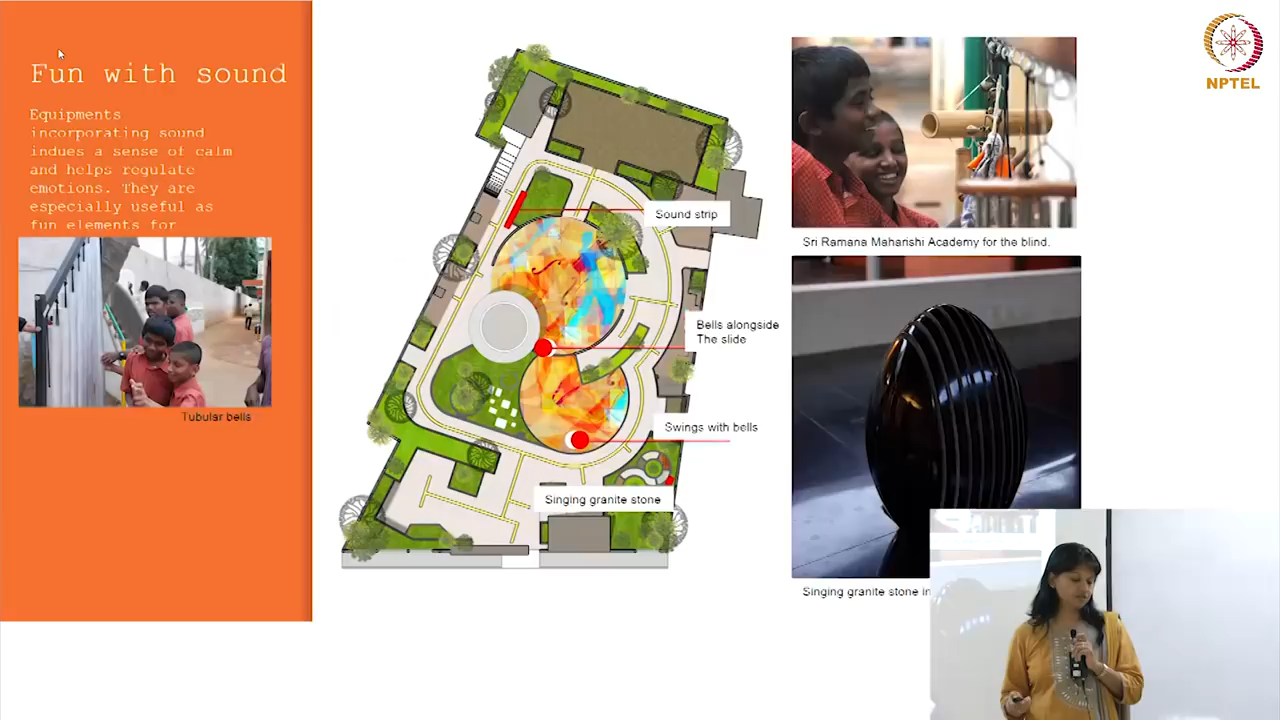 Fun with sound
Equipments
incorporating sound
indues a sense of calm
and helps regulate
emotions. They are
especially useful as
fun elements for
Tubular bells
Sound strip
Bells alongside
The slide
Swings with bells
Singing granite stone
Sri Ramana Maharishi Academy for the blind.
Singing granite stone in
NPTEL